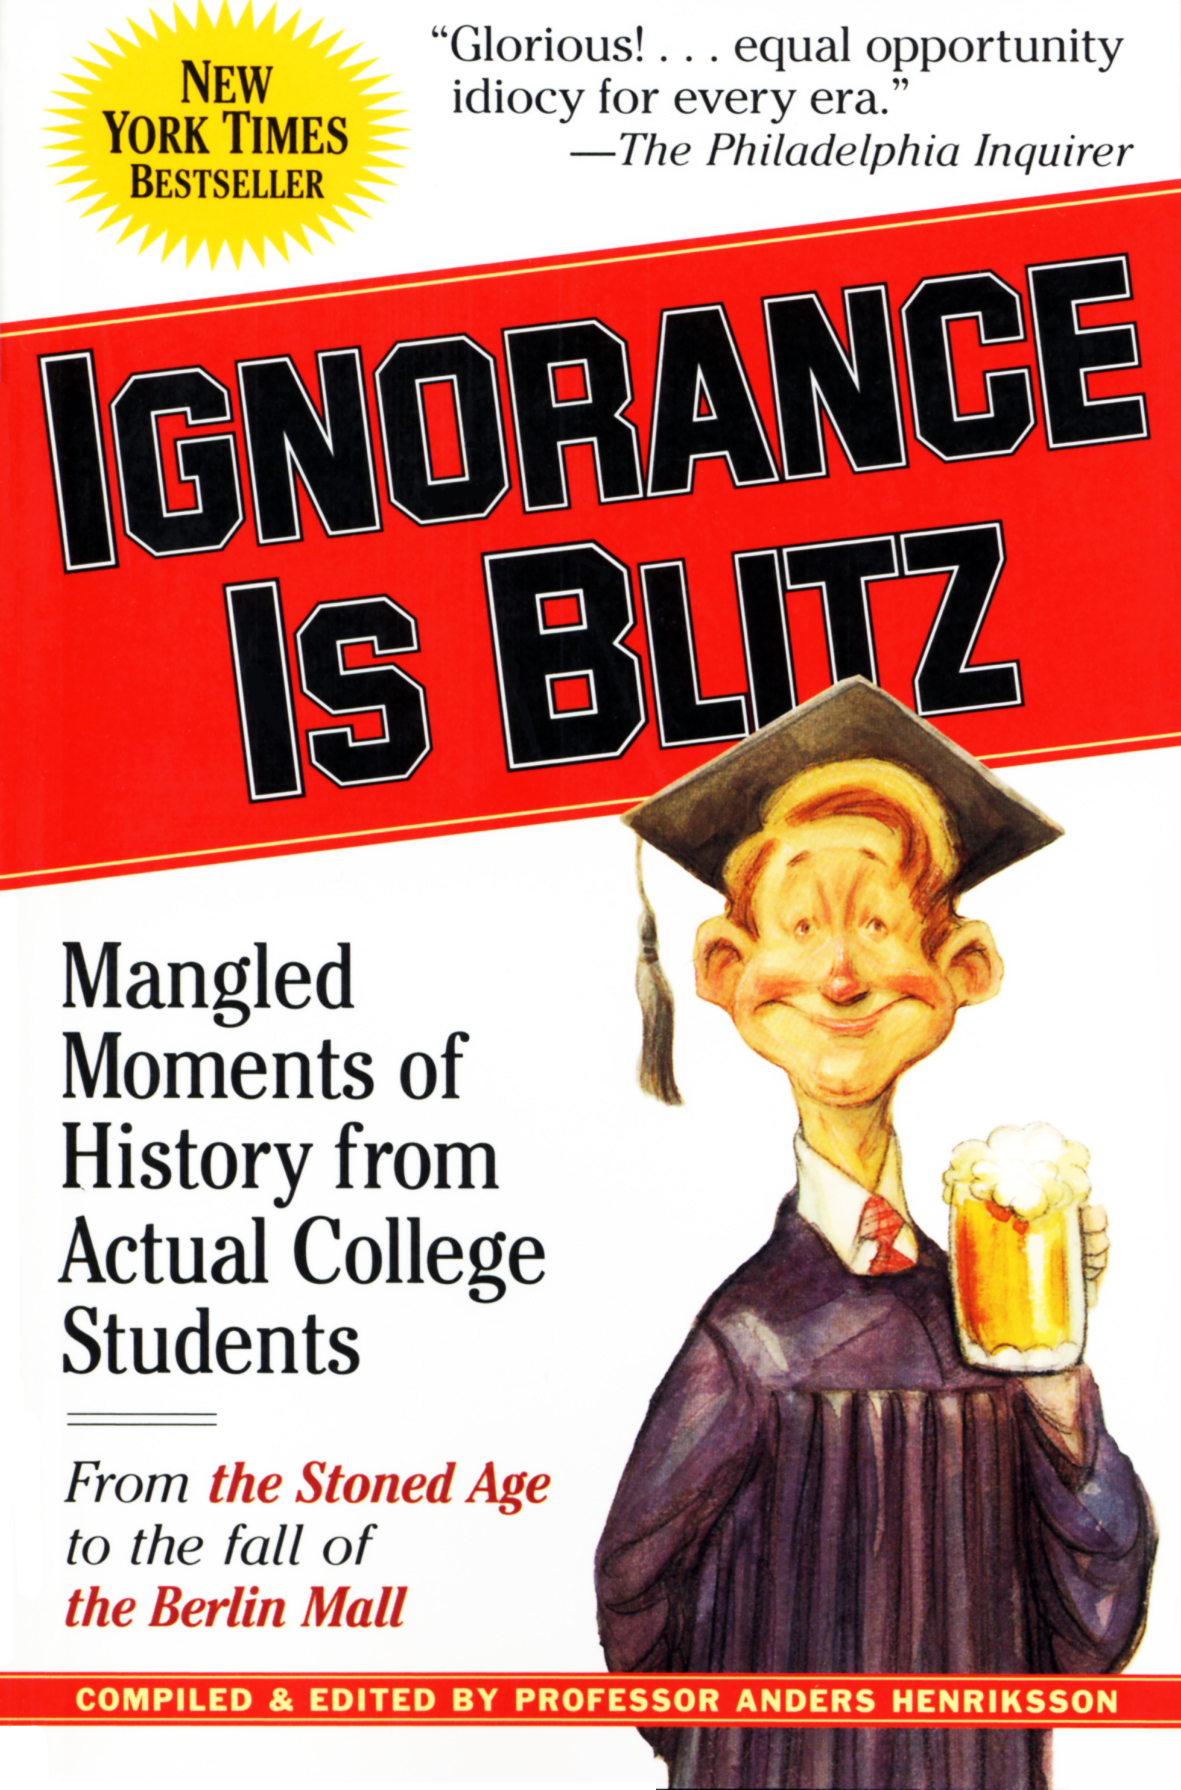 NEW
YORK TIMES
BESTSELLER
“Glorious! . . . equal opportunity
idiocy for every era.”
—The Philadelphia Inquirer
IGNORANCE
IS BLITZ
Mangled
Moments of
History from
Actual College
Students
From the Stoned Age
to the fall of
the Berlin Mall
COMPILED & EDITED BY PROFESSOR ANDERS HENRIKSSON